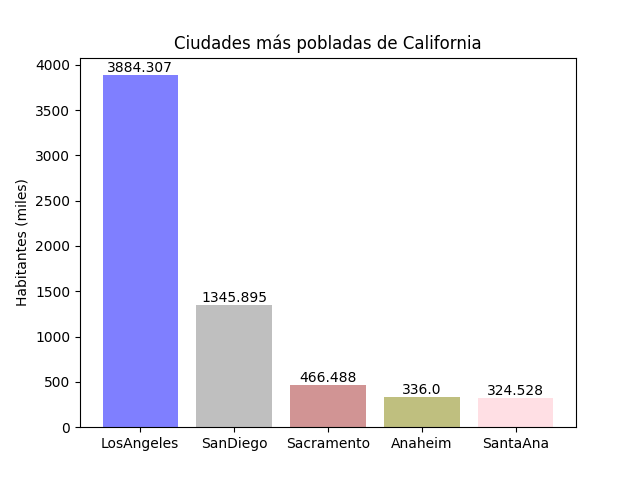 Ciudades más pobladas de California
Habitantes (miles)
4000
3500
3000
2500
2000
1500
1000
500
0
3884.307
1345.895
466.488
336.0
324.528
LosAngeles
SanDiego
Sacramento
Anaheim
SantaAna